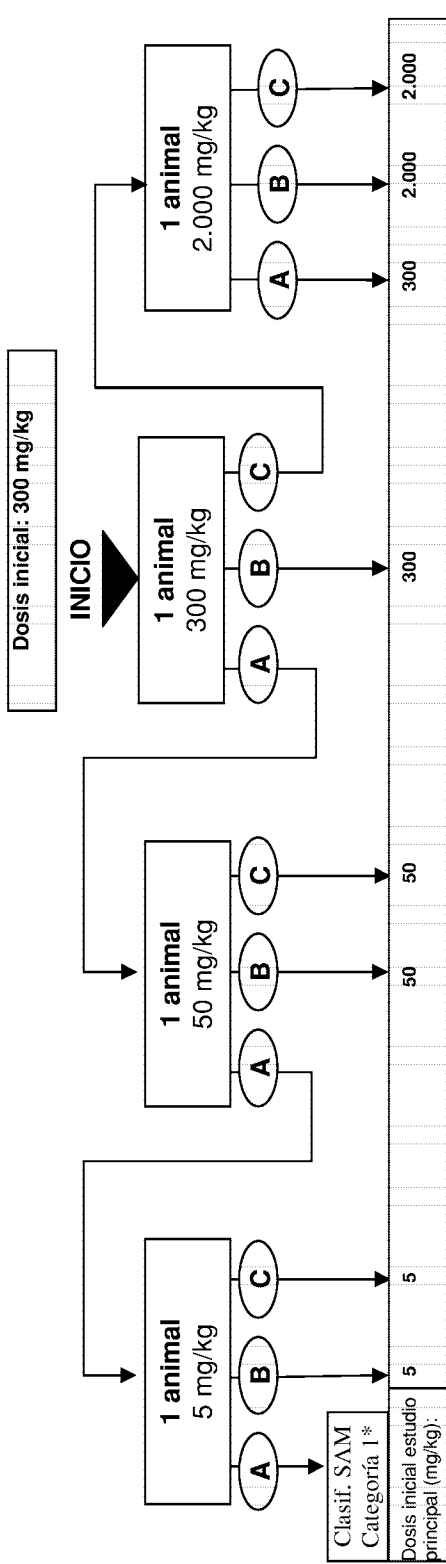 Dosis inicial: 300 mg/kg
INICIO
1 animal
5 mg/kg
1 animal
50 mg/kg
1 animal
300 mg/kg
1 animal
2.000 mg/kg
A B C A B C A B C A B C
Clasif. SAM
Categoría 1*
Dosis inicial estudio
principal (mg/kg):
5 5 50 50 300 300 2.000 2.000